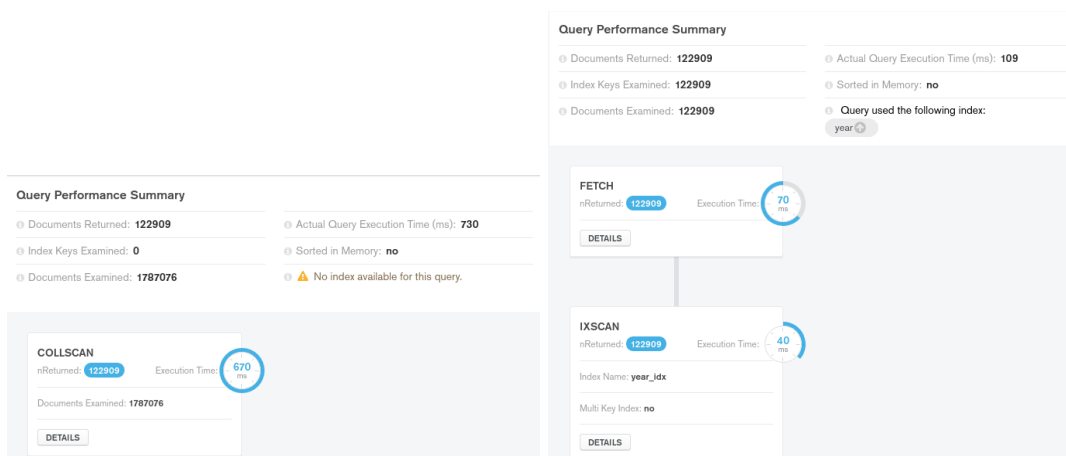 Query Performance Summary
Documents Returned: 122909
Index Keys Examined: 0
Documents Examined: 1787076
Actual Query Execution Time (ms): 730
Sorted in Memory: no
No index available for this query.
COLLSCAN
nReturned: 122909 Execution Time: 670 ms
Documents Examined: 1787076
DETAILS
Query Performance Summary
Documents Returned: 122909
Index Keys Examined: 122909
Documents Examined: 122909
Actual Query Execution Time (ms): 109
Sorted in Memory: no
Query used the following index:
year
FETCH
nReturned: 122909 Execution Time: 70 ms
DETAILS
IXSCAN
nReturned: 122909 Execution Time: 40 ms
Index Name: year_idx
Multi Key Index: no
DETAILS